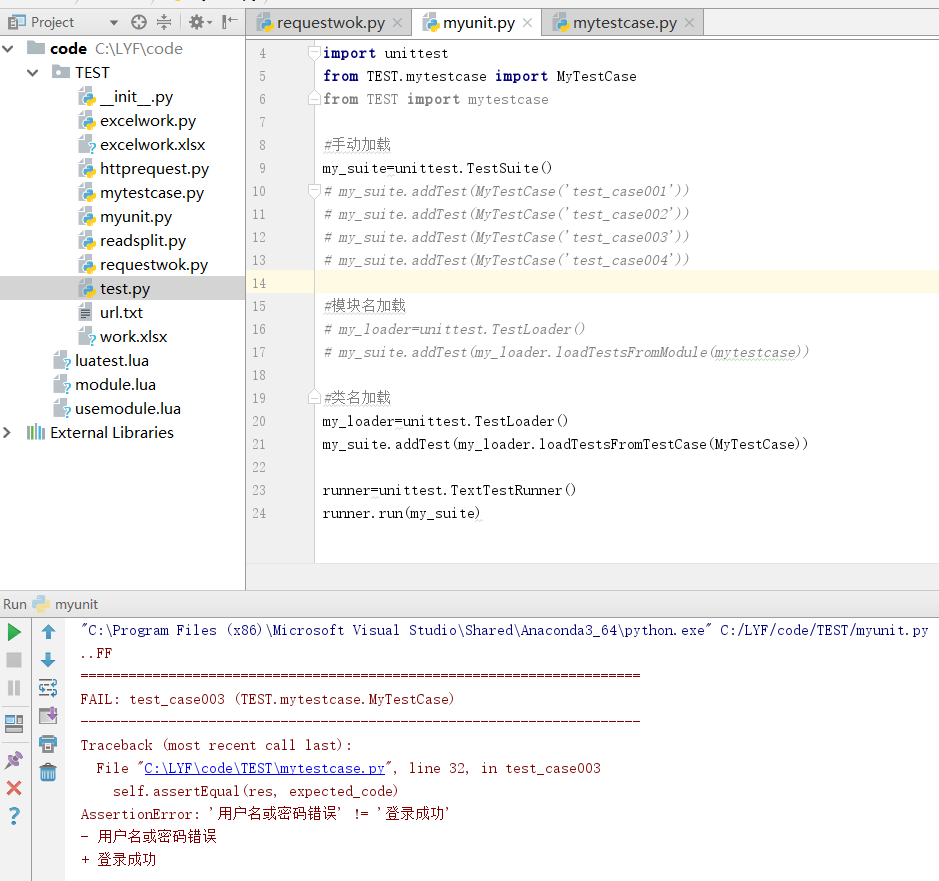 Project
requestwok.py
myunit.py
mytestcase.py
code C:\LYF\code
TEST
__init__.py
excelwork.py
excelwork.xlsx
httprequest.py
mytestcase.py
myunit.py
readsplit.py
requestwok.py
test.py
url.txt
work.xlsx
luatest.lua
module.lua
usemodule.lua
External Libraries
4 import unittest
5 from TEST.mytestcase import MyTestCase
6 from TEST import mytestcase
7
8 #手动加载
9 my_suite=unittest.TestSuite()
10 # my_suite.addTest(MyTestCase('test_case001'))
11 # my_suite.addTest(MyTestCase('test_case002'))
12 # my_suite.addTest(MyTestCase('test_case003'))
13 # my_suite.addTest(MyTestCase('test_case004'))
14
15 #模块名加载
16 # my_loader=unittest.TestLoader()
17 # my_suite.addTest(my_loader.loadTestsFromModule(mytestcase))
18
19 #类名加载
20 my_loader=unittest.TestLoader()
21 my_suite.addTest(my_loader.loadTestsFromTestCase(MyTestCase))
22
23 runner=unittest.TextTestRunner()
24 runner.run(my_suite)
Run myunit
"C:\Program Files (x86)\Microsoft Visual Studio\Shared\Anaconda3_64\python.exe" C:/LYF/code/TEST/myunit.py
..FF
======================================================================
FAIL: test_case003 (TEST.mytestcase.MyTestCase)
----------------------------------------------------------------------
Traceback (most recent call last):
File "C:\LYF\code\TEST\mytestcase.py", line 32, in test_case003
self.assertEqual(res, expected_code)
AssertionError: '用户名或密码错误' != '登录成功'
- 用户名或密码错误
+ 登录成功